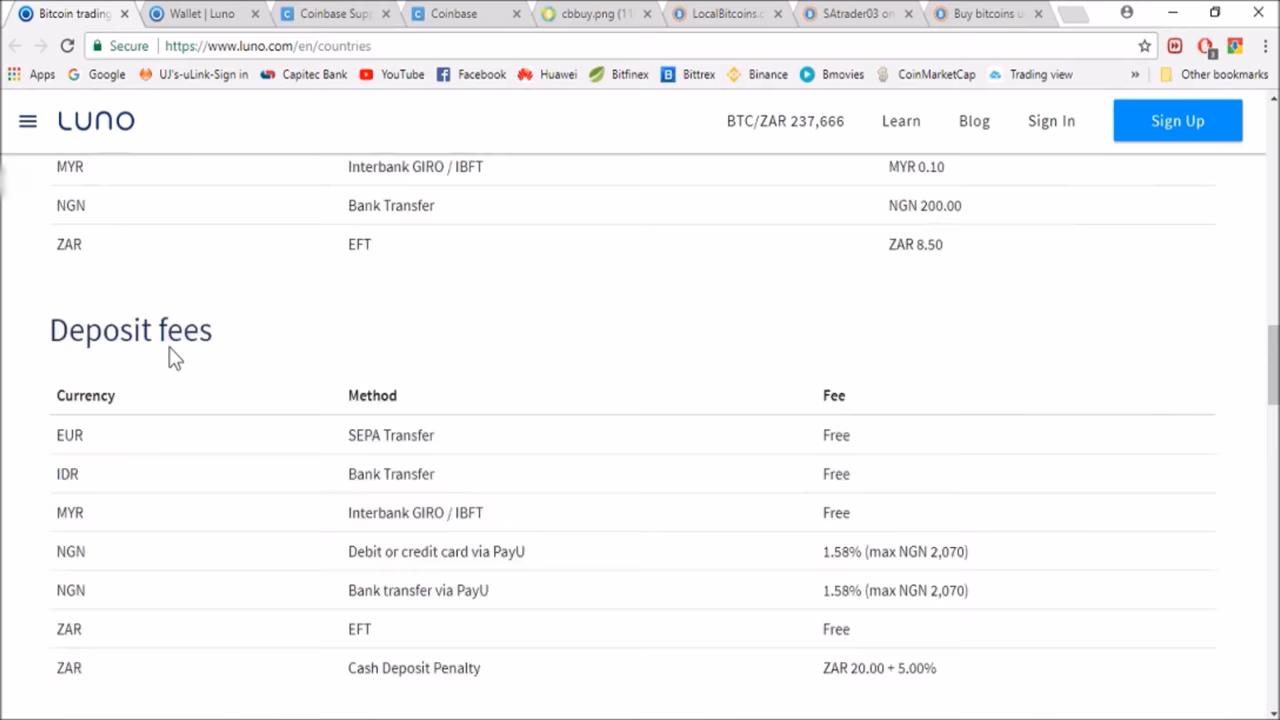 Bitcoin trading Wallet | Luno Coinbase Supp Coinbase cbbuy.png (11 LocalBitcoins.c SAtrader03 on Buy bitcoins u
Secure https://www.luno.com/en/countries
Apps Google UJ's-uLink-Sign in Capitec Bank YouTube Facebook Huawei Bitfinex Bittrex Binance Bmovies CoinMarketCap Trading view » Other bookmarks
LUNO BTC/ZAR 237,666 Learn Blog Sign In Sign Up
MYR Interbank GIRO / IBFT MYR 0.10
NGN Bank Transfer NGN 200.00
ZAR EFT ZAR 8.50
Deposit fees
Currency Method Fee
EUR SEPA Transfer Free
IDR Bank Transfer Free
MYR Interbank GIRO / IBFT Free
NGN Debit or credit card via PayU 1.58% (max NGN 2,070)
NGN Bank transfer via PayU 1.58% (max NGN 2,070)
ZAR EFT Free
ZAR Cash Deposit Penalty ZAR 20.00 + 5.00%